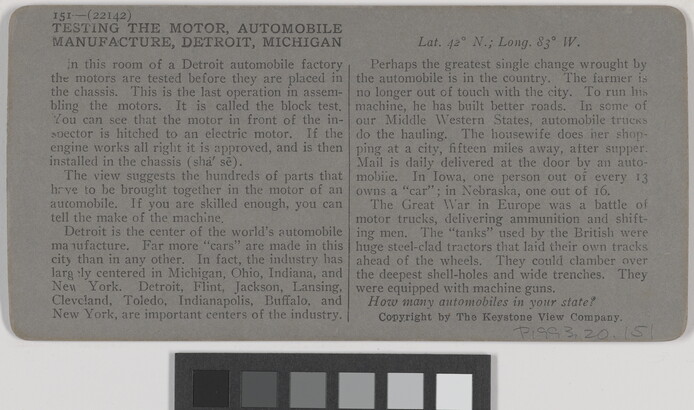 151—(22142)
TESTING THE MOTOR, AUTOMOBILE
MANUFACTURE, DETROIT, MICHIGAN
In this room of a Detroit automobile factory
the motors are tested before they are placed in
the chassis. This is the last operation in assem-
bling the motors. It is called the block test.
You can see that the motor in front of the in-
spector is hitched to an electric motor. If the
engine works all right it is approved, and is then
installed in the chassis (shá′ sē).
The view suggests the hundreds of parts that
have to be brought together in the motor of an
automobile. If you are skilled enough, you can
tell the make of the machine.
Detroit is the center of the world's automobile
manufacture. Far more "cars" are made in this
city than in any other. In fact, the industry has
largely centered in Michigan, Ohio, Indiana, and
New York. Detroit, Flint, Jackson, Lansing,
Cleveland, Toledo, Indianapolis, Buffalo, and
New York, are important centers of the industry.
Lat. 42° N.; Long. 83° W.
Perhaps the greatest single change wrought by
the automobile is in the country. The farmer is
no longer out of touch with the city. To run his
machine, he has built better roads. In some of
our Middle Western States, automobile trucks
do the hauling. The housewife does her shop-
ping at a city, fifteen miles away, after supper.
Mail is daily delivered at the door by an auto-
mobile. In Iowa, one person out of every 13
owns a "car"; in Nebraska, one out of 16.
The Great War in Europe was a battle of
motor trucks, delivering ammunition and shift-
ing men. The "tanks" used by the British were
huge steel-clad tractors that laid their own tracks
ahead of the wheels. They could clamber over
the deepest shell-holes and wide trenches. They
were equipped with machine guns.
How many automobiles in your state?
Copyright by The Keystone View Company.
P1993.20.151